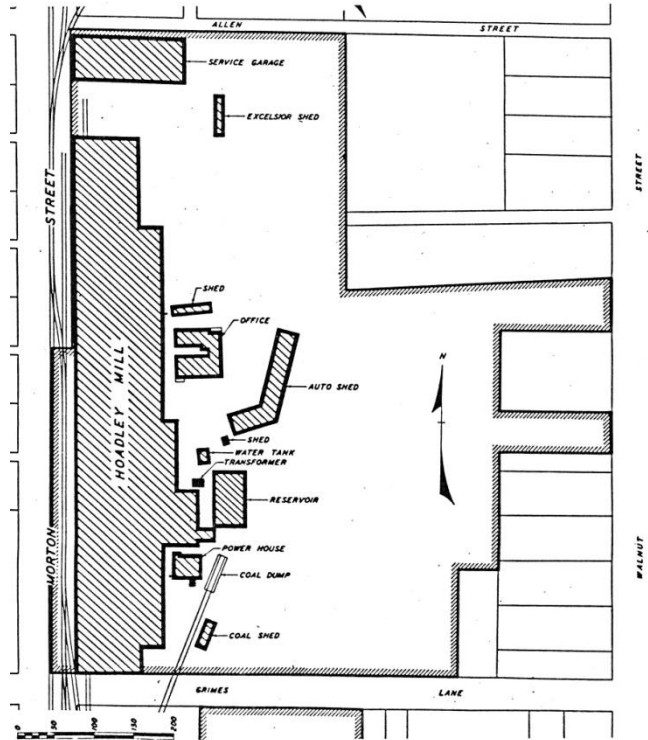 ALLEN STREET
SERVICE GARAGE
EXCELSIOR SHED
STREET
STREET
SHED
OFFICE
HOADLEY MILL
N
AUTO SHED
SHED
WATER TANK
TRANSFORMER
RESERVOIR
MORTON
POWER HOUSE
WALNUT
COAL DUMP
COAL SHED
GRIMES LANE
0 50 100 150 200